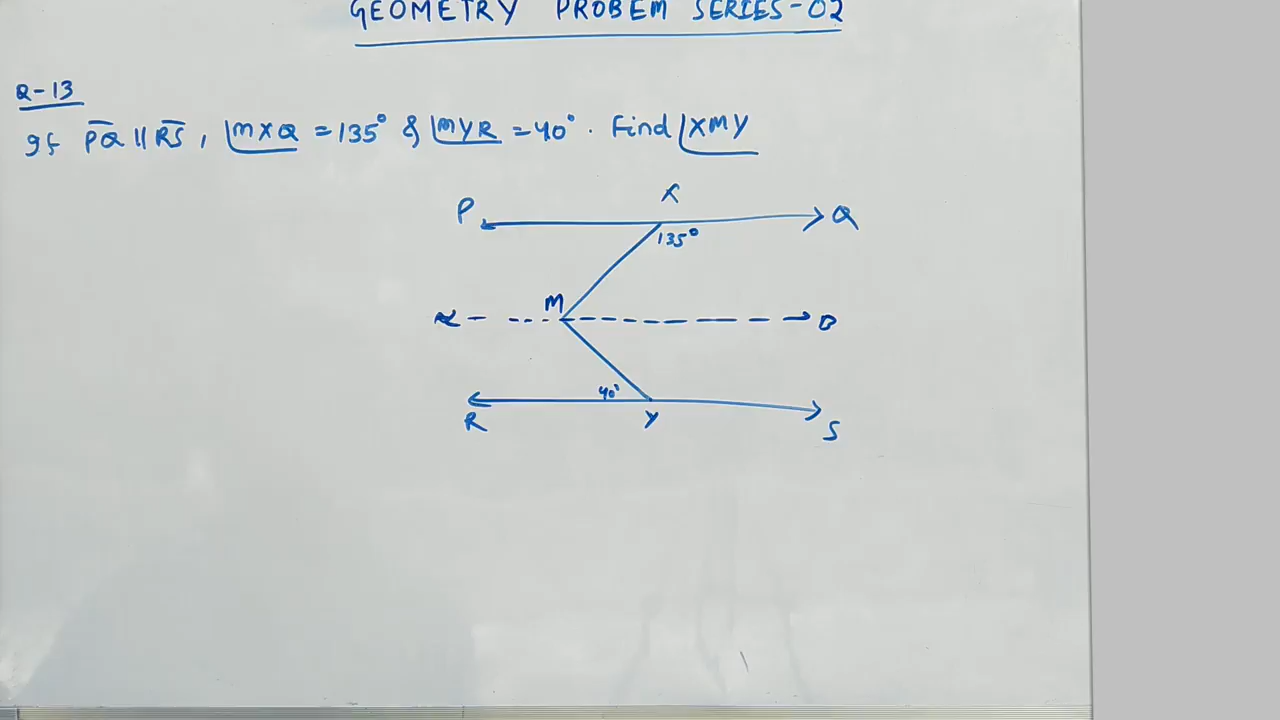 GEOMETRY PROBEM SERIES-02
Q-13
If PQ || RS, ∠MXQ = 135° & ∠MYR = 40°. Find ∠XMY
X
P
Q
135°
M
B
40°
R
Y
S